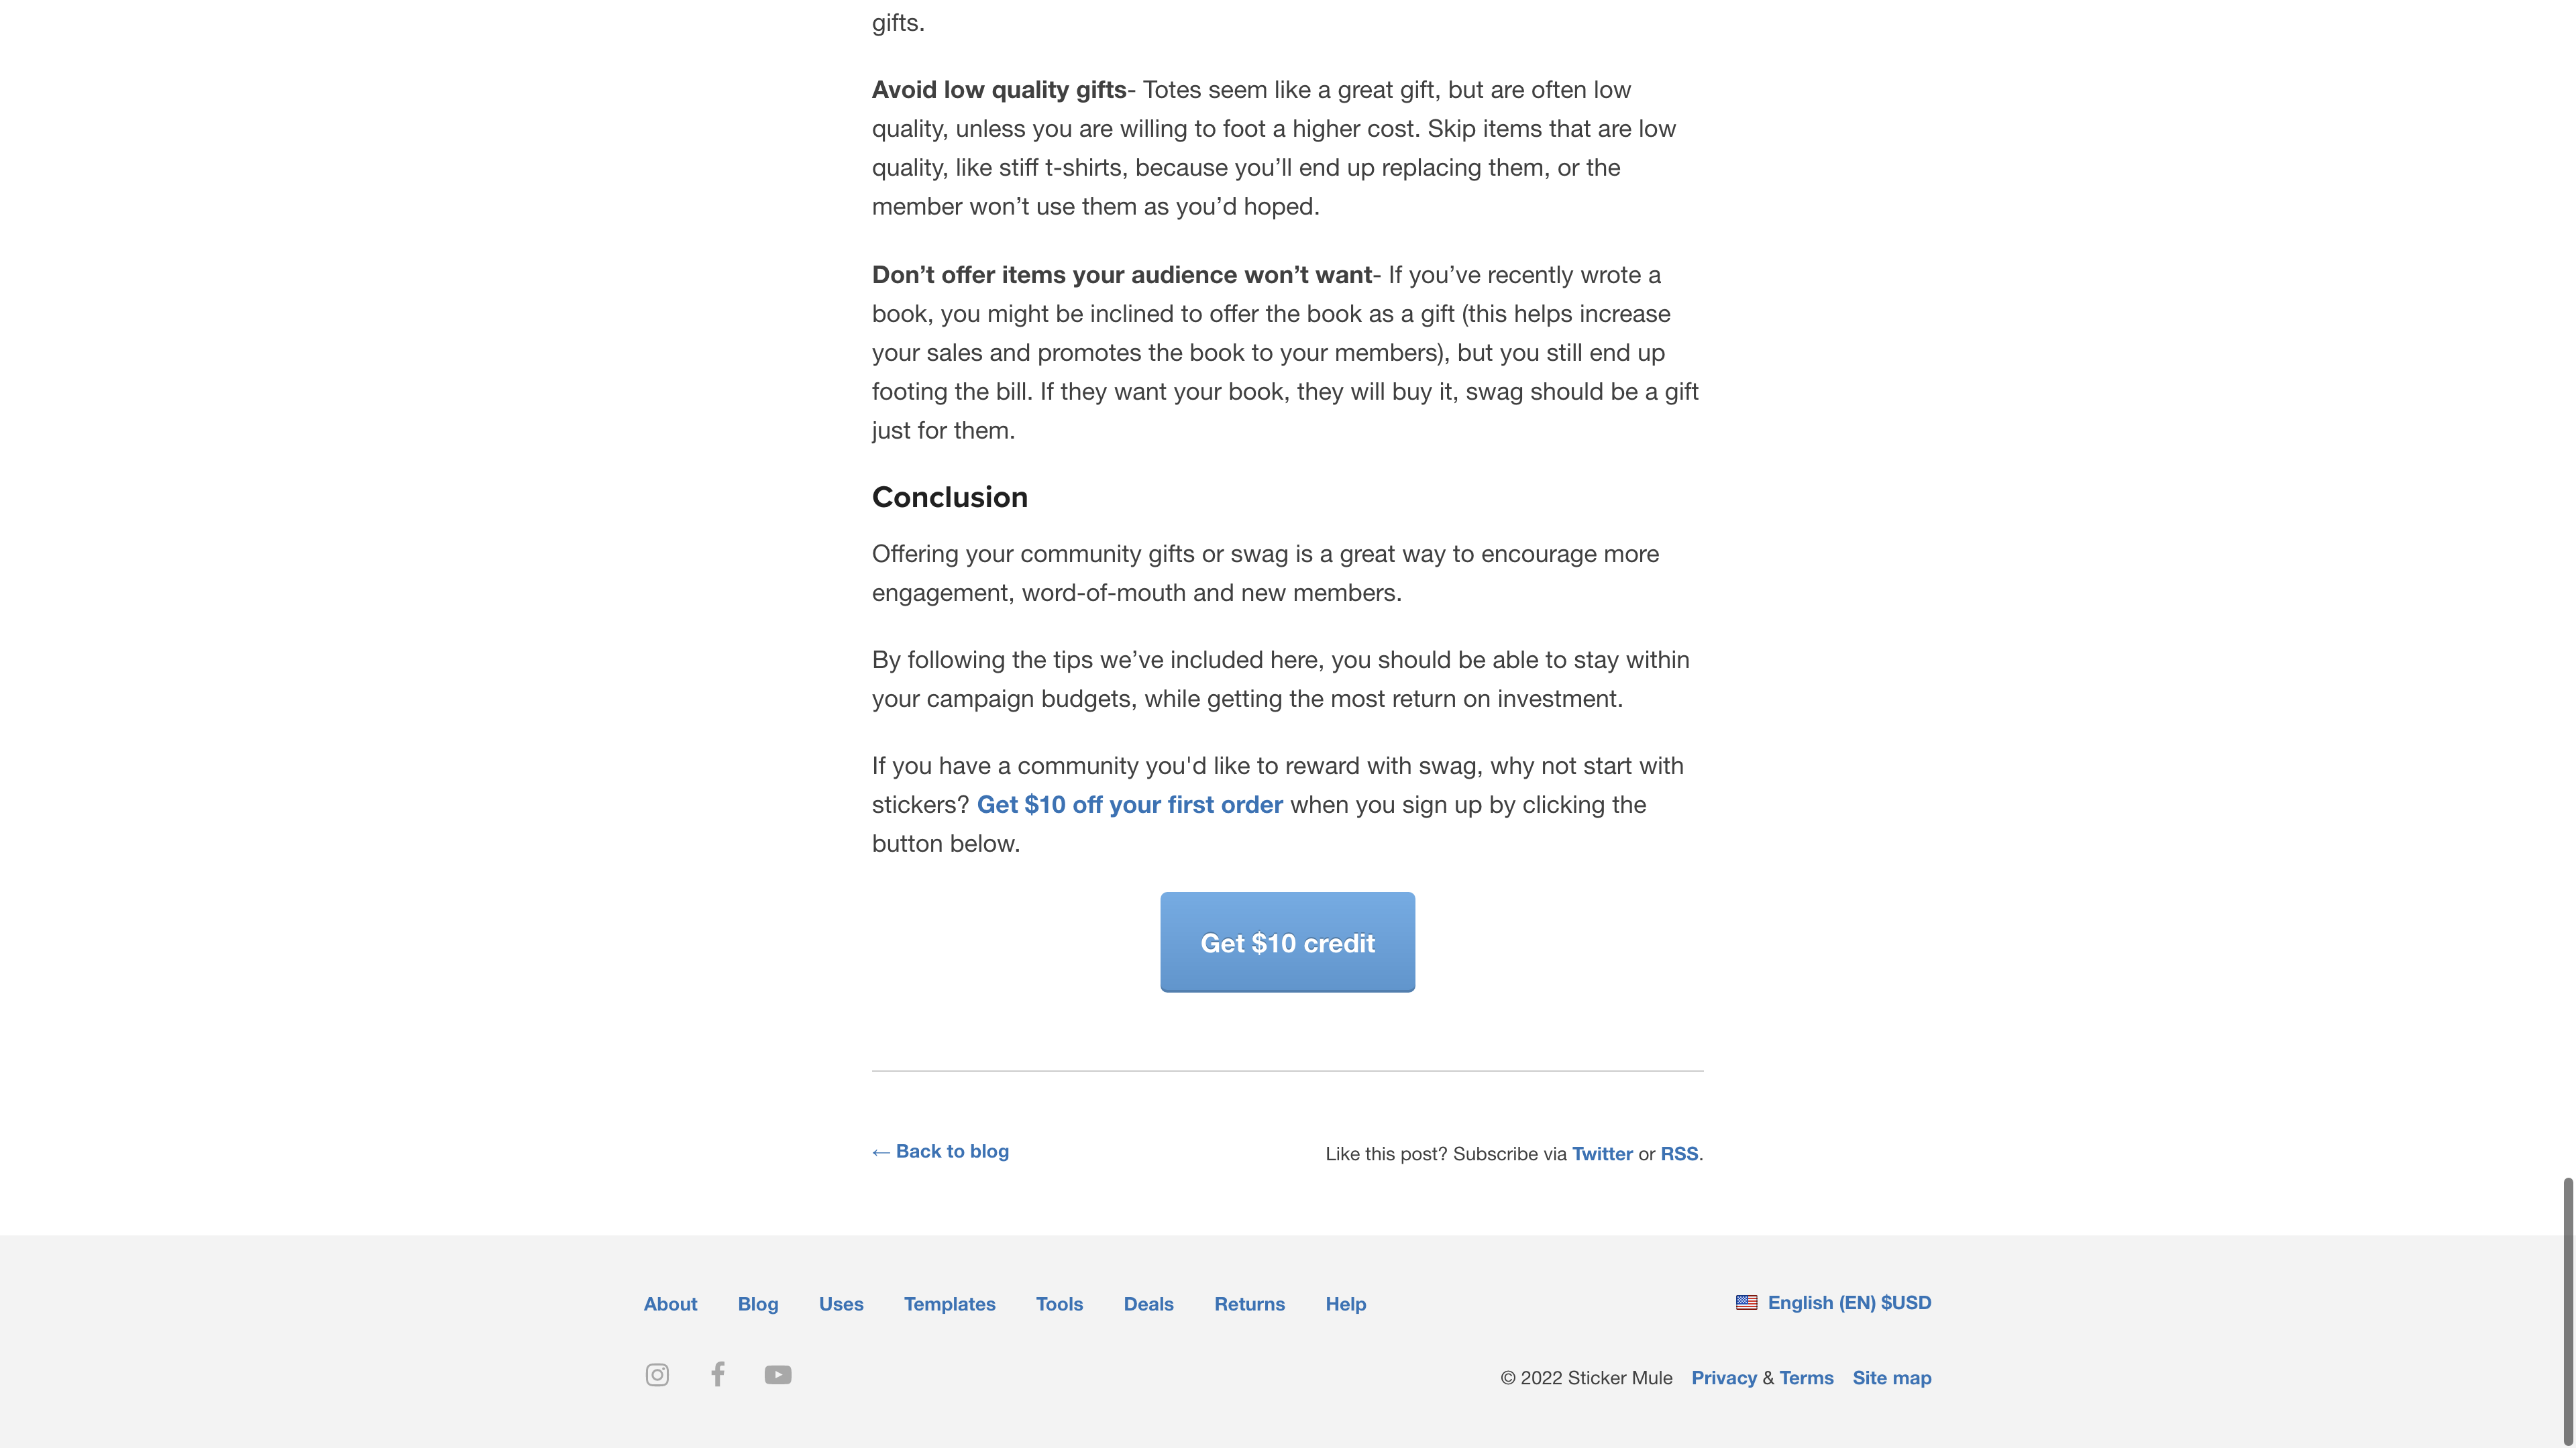 gifts.
Avoid low quality gifts- Totes seem like a great gift, but are often low
quality, unless you are willing to foot a higher cost. Skip items that are low
quality, like stiff t-shirts, because you’ll end up replacing them, or the
member won’t use them as you’d hoped.
Don’t offer items your audience won’t want- If you’ve recently wrote a
book, you might be inclined to offer the book as a gift (this helps increase
your sales and promotes the book to your members), but you still end up
footing the bill. If they want your book, they will buy it, swag should be a gift
just for them.
Conclusion
Offering your community gifts or swag is a great way to encourage more
engagement, word-of-mouth and new members.
By following the tips we’ve included here, you should be able to stay within
your campaign budgets, while getting the most return on investment.
If you have a community you'd like to reward with swag, why not start with
stickers? Get $10 off your first order when you sign up by clicking the
button below.
Get $10 credit
← Back to blog
Like this post? Subscribe via Twitter or RSS.
About Blog Uses Templates Tools Deals Returns Help
English (EN) $USD
© 2022 Sticker Mule Privacy & Terms Site map